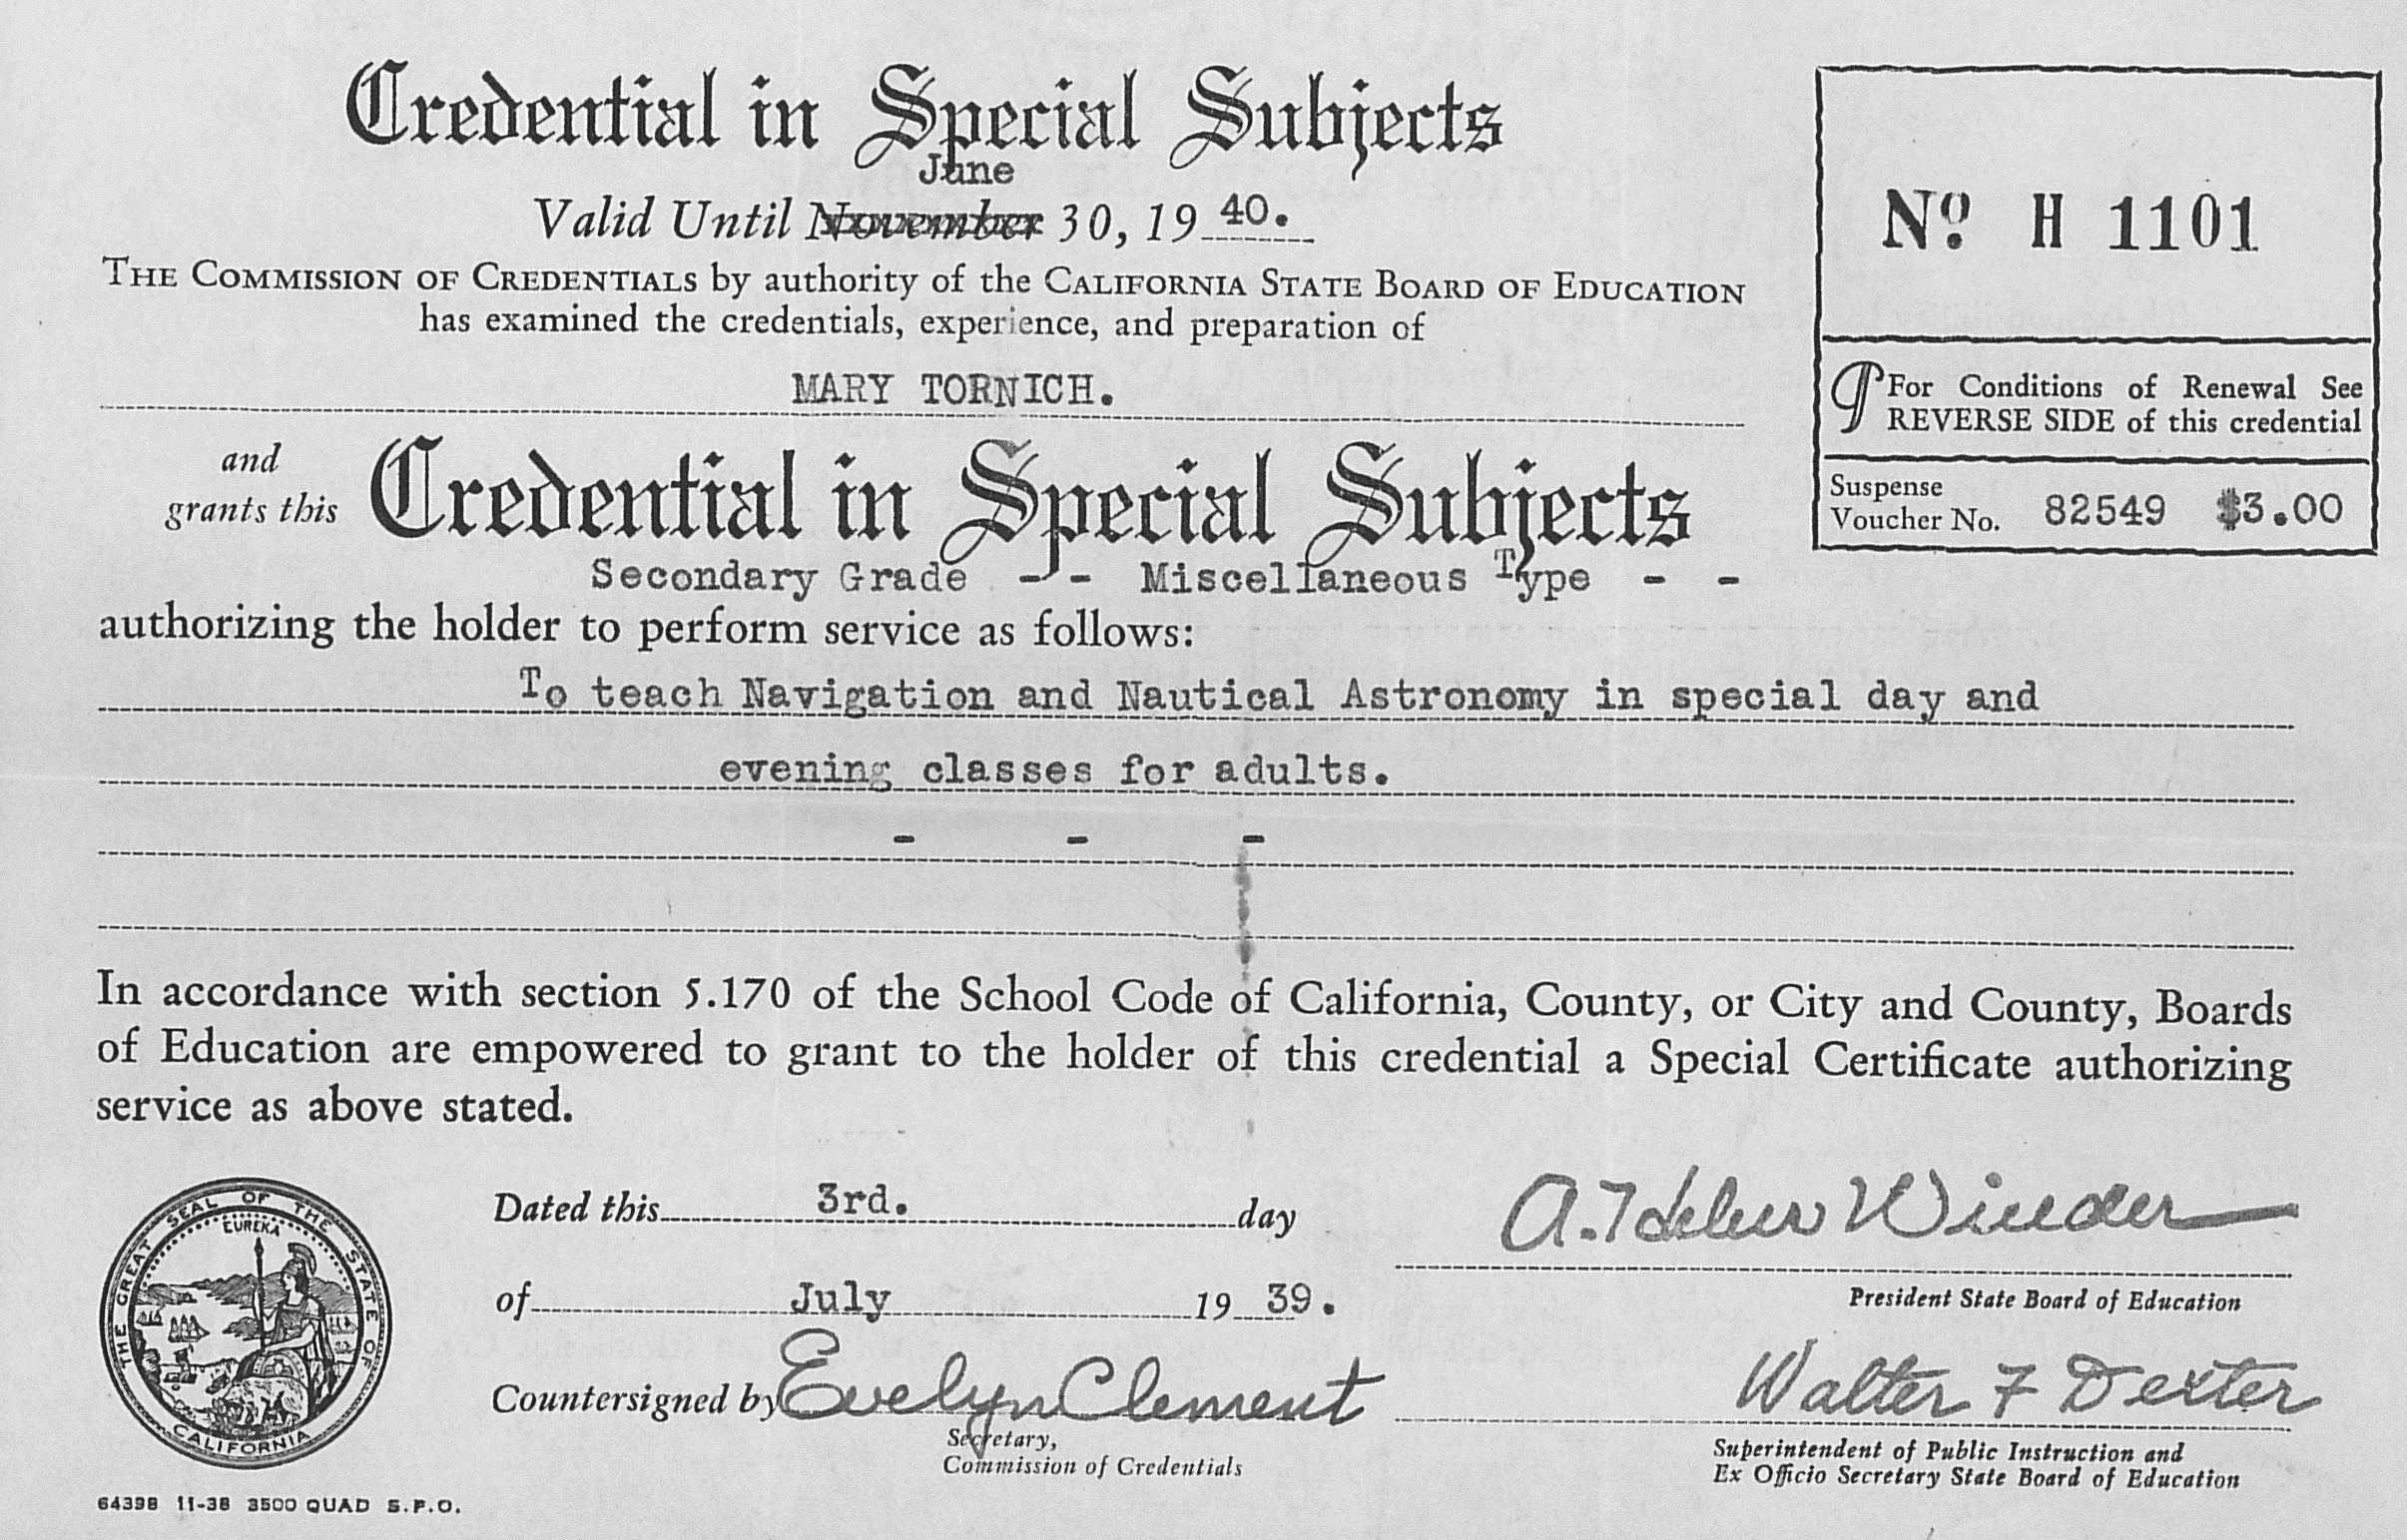 Credential in Special Subjects
June
Valid Until November 30, 19 40.
THE COMMISSION OF CREDENTIALS by authority of the CALIFORNIA STATE BOARD OF EDUCATION
has examined the credentials, experience, and preparation of
MARY TORNICH.
and
grants this Credential in Special Subjects
Secondary Grade - - Miscellaneous Type - -
authorizing the holder to perform service as follows:
To teach Navigation and Nautical Astronomy in special day and
evening classes for adults.
- - -
In accordance with section 5.170 of the School Code of California, County, or City and County, Boards
of Education are empowered to grant to the holder of this credential a Special Certificate authorizing
service as above stated.
No H 1101
For Conditions of Renewal See
REVERSE SIDE of this credential
Suspense
Voucher No. 82549 $3.00
THE GREAT SEAL OF THE STATE OF CALIFORNIA
EUREKA
Dated this 3rd. day
of July 19 39.
Countersigned by Evelyn Clement
Secretary,
Commission of Credentials
A. Winder
President State Board of Education
Walter F Dexter
Superintendent of Public Instruction and
Ex Officio Secretary State Board of Education
64398 11-38 3500 QUAD S.P.O.